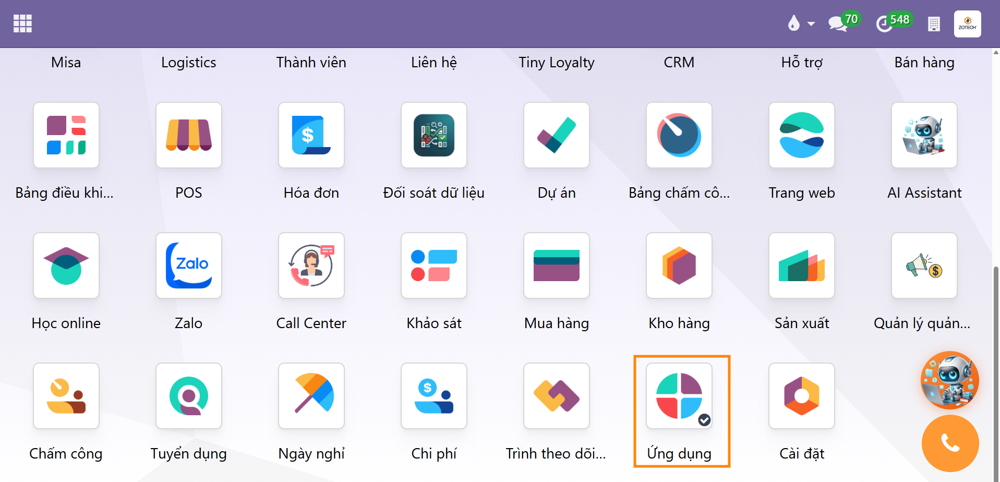 70
548
ZOTECH
Misa
Logistics
Thành viên
Liên hệ
Tiny Loyalty
CRM
Hỗ trợ
Bán hàng
$
Bảng điều khi...
POS
Hóa đơn
Đối soát dữ liệu
Dự án
Bảng chấm cô...
Trang web
AI Assistant
Zalo
$
Học online
Zalo
Call Center
Khảo sát
Mua hàng
Kho hàng
Sản xuất
Quản lý quản...
$
Chấm công
Tuyển dụng
Ngày nghỉ
Chi phí
Trình theo dõi...
Ứng dụng
Cài đặt